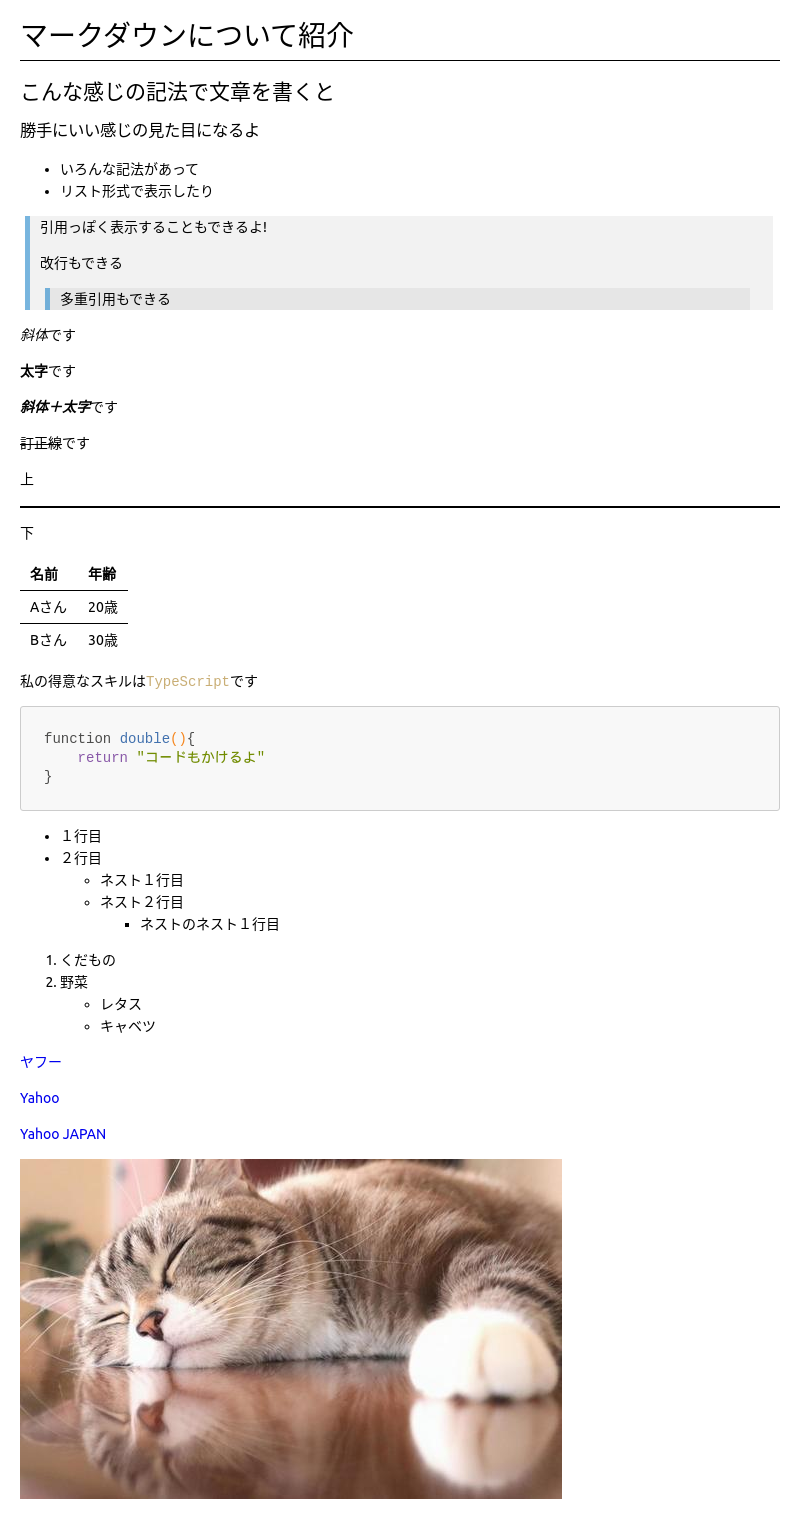 マークダウンについて紹介
こんな感じの記法で文章を書くと
勝手にいい感じの見た目になるよ
• いろんな記法があって
• リスト形式で表示したり
引用っぽく表示することもできるよ!
改行もできる
多重引用もできる
斜体です
太字です
斜体＋太字です
訂正線です
上
下
名前 年齢
Aさん 20歳
Bさん 30歳
私の得意なスキルはTypeScriptです
function double(){
    return "コードもかけるよ"
}
• １行目
• ２行目
◦ ネスト１行目
◦ ネスト２行目
▪ ネストのネスト１行目
1. くだもの
2. 野菜
◦ レタス
◦ キャベツ
ヤフー
Yahoo
Yahoo JAPAN